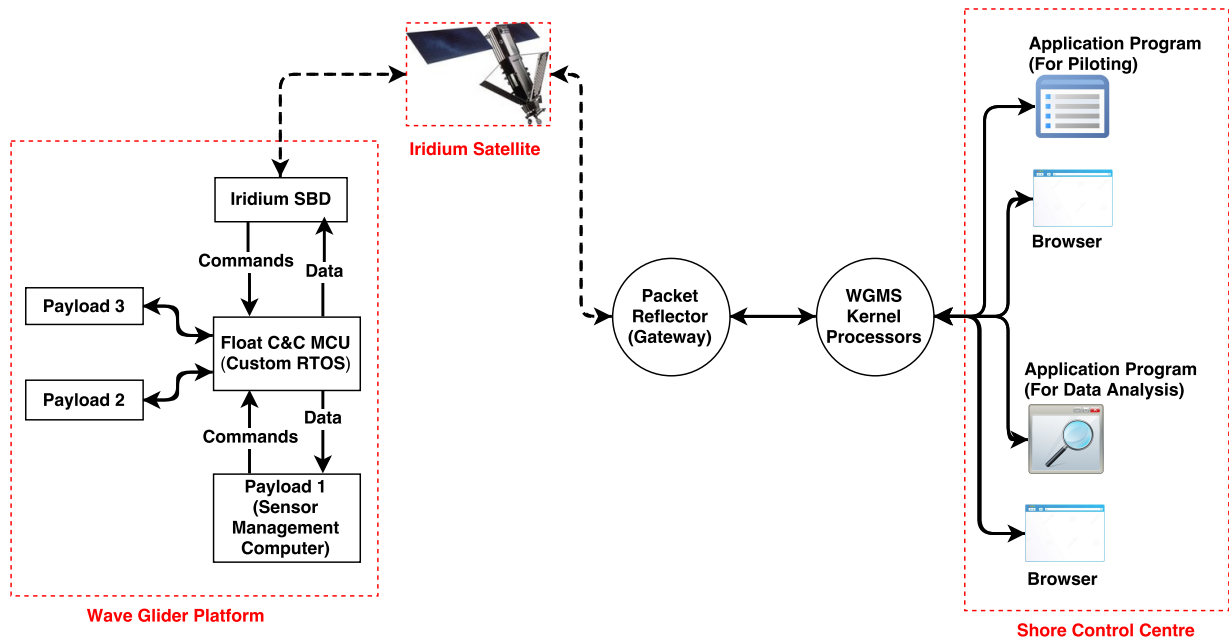 Application Program
(For Piloting)
Iridium Satellite
Iridium SBD
Browser
Commands
Data
Payload 3
Packet
Reflector
(Gateway)
WGMS
Kernel
Processors
Float C&C MCU
(Custom RTOS)
Payload 2
Application Program
(For Data Analysis)
Data
Commands
Payload 1
(Sensor
Management
Computer)
Browser
Wave Glider Platform
Shore Control Centre